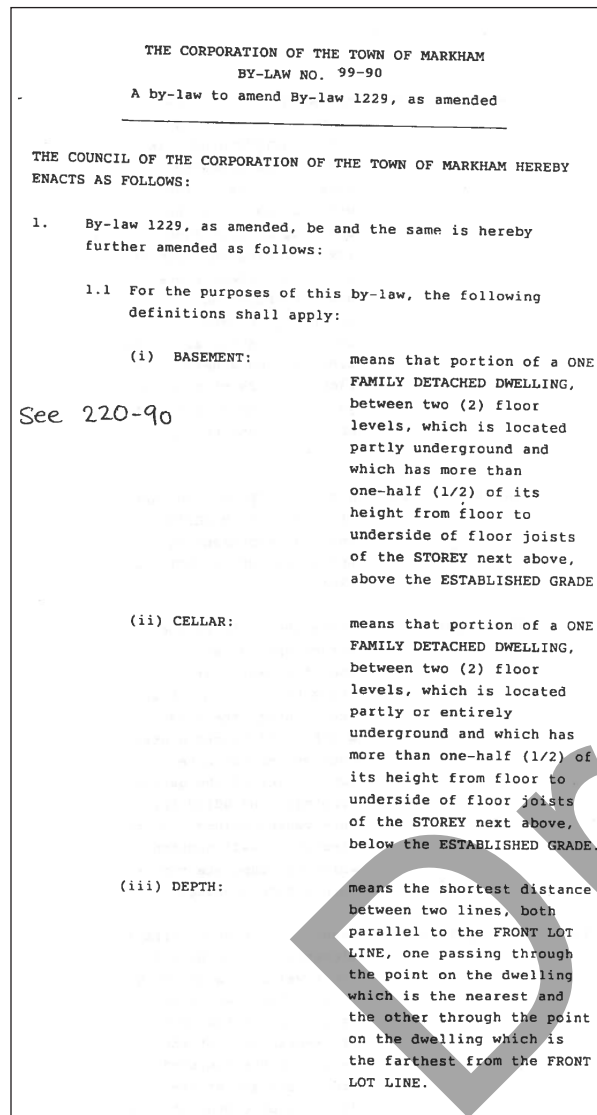 THE CORPORATION OF THE TOWN OF MARKHAM
BY-LAW NO. 99-90
A by-law to amend By-law 1229, as amended
THE COUNCIL OF THE CORPORATION OF THE TOWN OF MARKHAM HEREBY
ENACTS AS FOLLOWS:
1. By-law 1229, as amended, be and the same is hereby
further amended as follows:
1.1 For the purposes of this by-law, the following
definitions shall apply:
(i) BASEMENT: means that portion of a ONE
FAMILY DETACHED DWELLING,
between two (2) floor
See 220-90
levels, which is located
partly underground and
which has more than
one-half (1/2) of its
height from floor to
underside of floor joists
of the STOREY next above,
above the ESTABLISHED GRADE
(ii) CELLAR: means that portion of a ONE
FAMILY DETACHED DWELLING,
between two (2) floor
levels, which is located
partly or entirely
underground and which has
more than one-half (1/2) of
its height from floor to
underside of floor joists
of the STOREY next above,
below the ESTABLISHED GRADE.
(iii) DEPTH: means the shortest distance
between two lines, both
parallel to the FRONT LOT
LINE, one passing through
the point on the dwelling
which is the nearest and
the other through the point
on the dwelling which is
the farthest from the FRONT
LOT LINE.